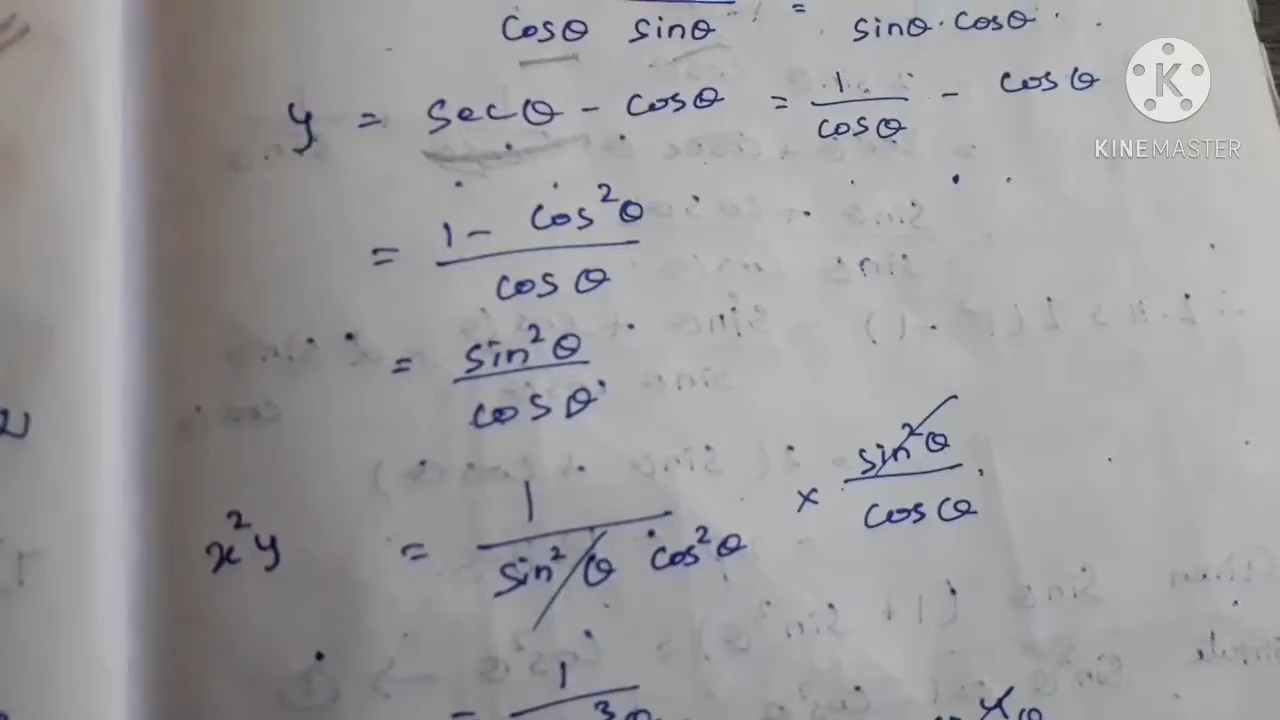 cosθ sinθ = sinθ·cosθ
y = secθ - cosθ = 1/cosθ - cosθ
= 1 - cos²θ / cosθ
= sin²θ / cosθ
x²y = 1 / sin²θ cos²θ × sin²θ / cosθ
= 1
KINEMASTER